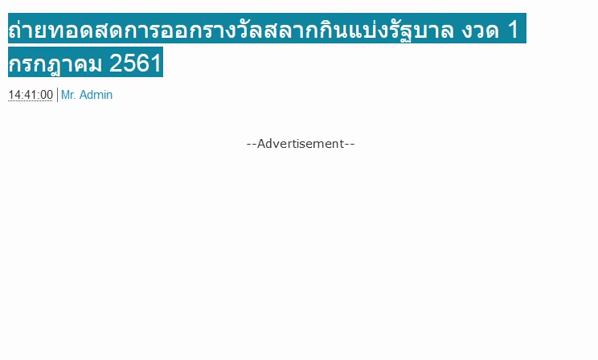 ถ่ายทอดสดการออกรางวัลสลากกินแบ่งรัฐบาล งวด 1
กรกฎาคม 2561
14:41:00 | Mr. Admin
--Advertisement--